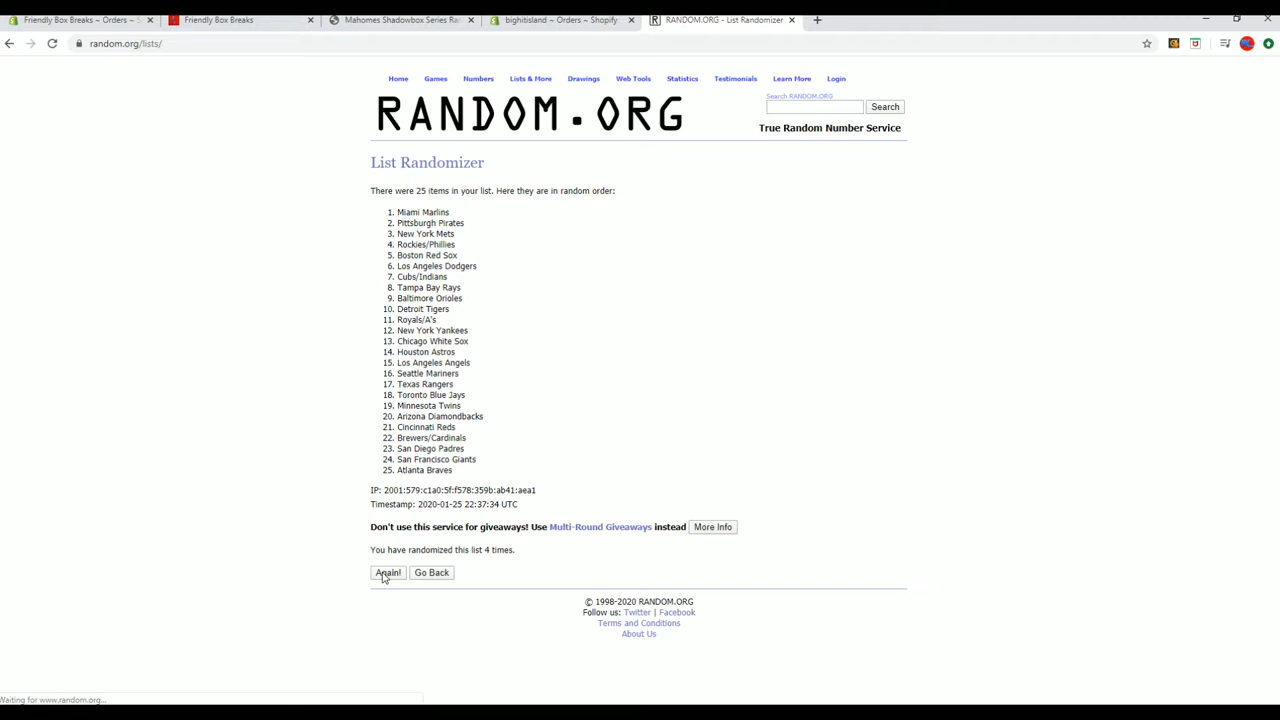 Friendly Box Breaks ~ Orders ~ S
Friendly Box Breaks
Mahomes Shadowbox Series Ra
bighitisland ~ Orders ~ Shopify
RANDOM.ORG - List Randomizer
random.org/lists/
Home Games Numbers Lists & More Drawings Web Tools Statistics Testimonials Learn More Login
RANDOM.ORG
Search RANDOM.ORG
Search
True Random Number Service
List Randomizer
There were 25 items in your list. Here they are in random order:
1. Miami Marlins
2. Pittsburgh Pirates
3. New York Mets
4. Rockies/Phillies
5. Boston Red Sox
6. Los Angeles Dodgers
7. Cubs/Indians
8. Tampa Bay Rays
9. Baltimore Orioles
10. Detroit Tigers
11. Royals/A's
12. New York Yankees
13. Chicago White Sox
14. Houston Astros
15. Los Angeles Angels
16. Seattle Mariners
17. Texas Rangers
18. Toronto Blue Jays
19. Minnesota Twins
20. Arizona Diamondbacks
21. Cincinnati Reds
22. Brewers/Cardinals
23. San Diego Padres
24. San Francisco Giants
25. Atlanta Braves
IP: 2001:579:c1a0:5f:f578:359b:ab41:aea1
Timestamp: 2020-01-25 22:37:34 UTC
Don't use this service for giveaways! Use Multi-Round Giveaways instead More Info
You have randomized this list 4 times.
Again! Go Back
© 1998-2020 RANDOM.ORG
Follow us: Twitter | Facebook
Terms and Conditions
About Us
Waiting for www.random.org...